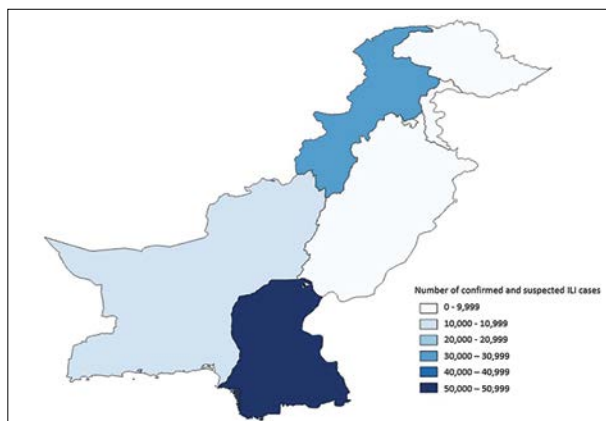 Number of confirmed and suspected ILI cases
0 - 9,999
10,000 - 10,999
20,000 - 20,999
30,000 – 30,999
40,000 – 40,999
50,000 – 50,999